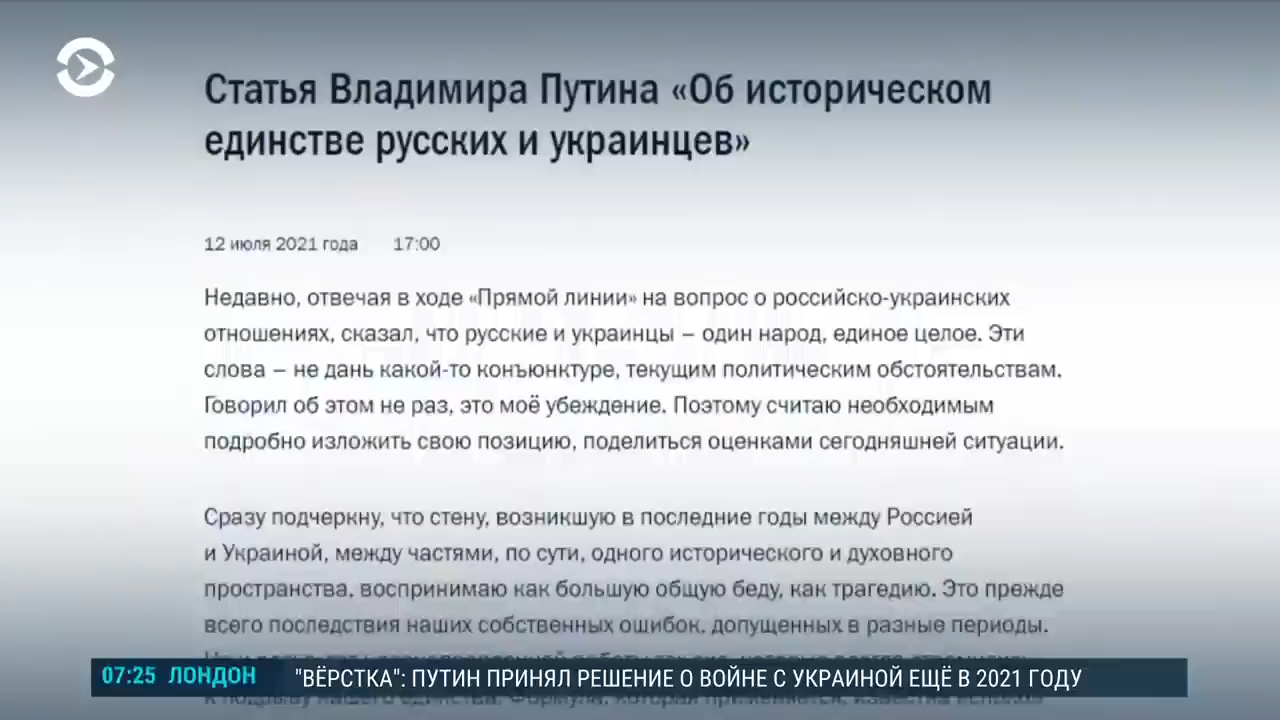 Статья Владимира Путина «Об историческом
единстве русских и украинцев»
12 июля 2021 года 17:00
Недавно, отвечая в ходе «Прямой линии» на вопрос о российско-украинских
отношениях, сказал, что русские и украинцы – один народ, единое целое. Эти
слова – не дань какой-то конъюнктуре, текущим политическим обстоятельствам.
Говорил об этом не раз, это моё убеждение. Поэтому считаю необходимым
подробно изложить свою позицию, поделиться оценками сегодняшней ситуации.
Сразу подчеркну, что стену, возникшую в последние годы между Россией
и Украиной, между частями, по сути, одного исторического и духовного
пространства, воспринимаю как большую общую беду, как трагедию. Это прежде
всего последствия наших собственных ошибок, допущенных в разные периоды.
07:25 ЛОНДОН "ВЁРСТКА": ПУТИН ПРИНЯЛ РЕШЕНИЕ О ВОЙНЕ С УКРАИНОЙ ЕЩЁ В 2021 ГОДУ